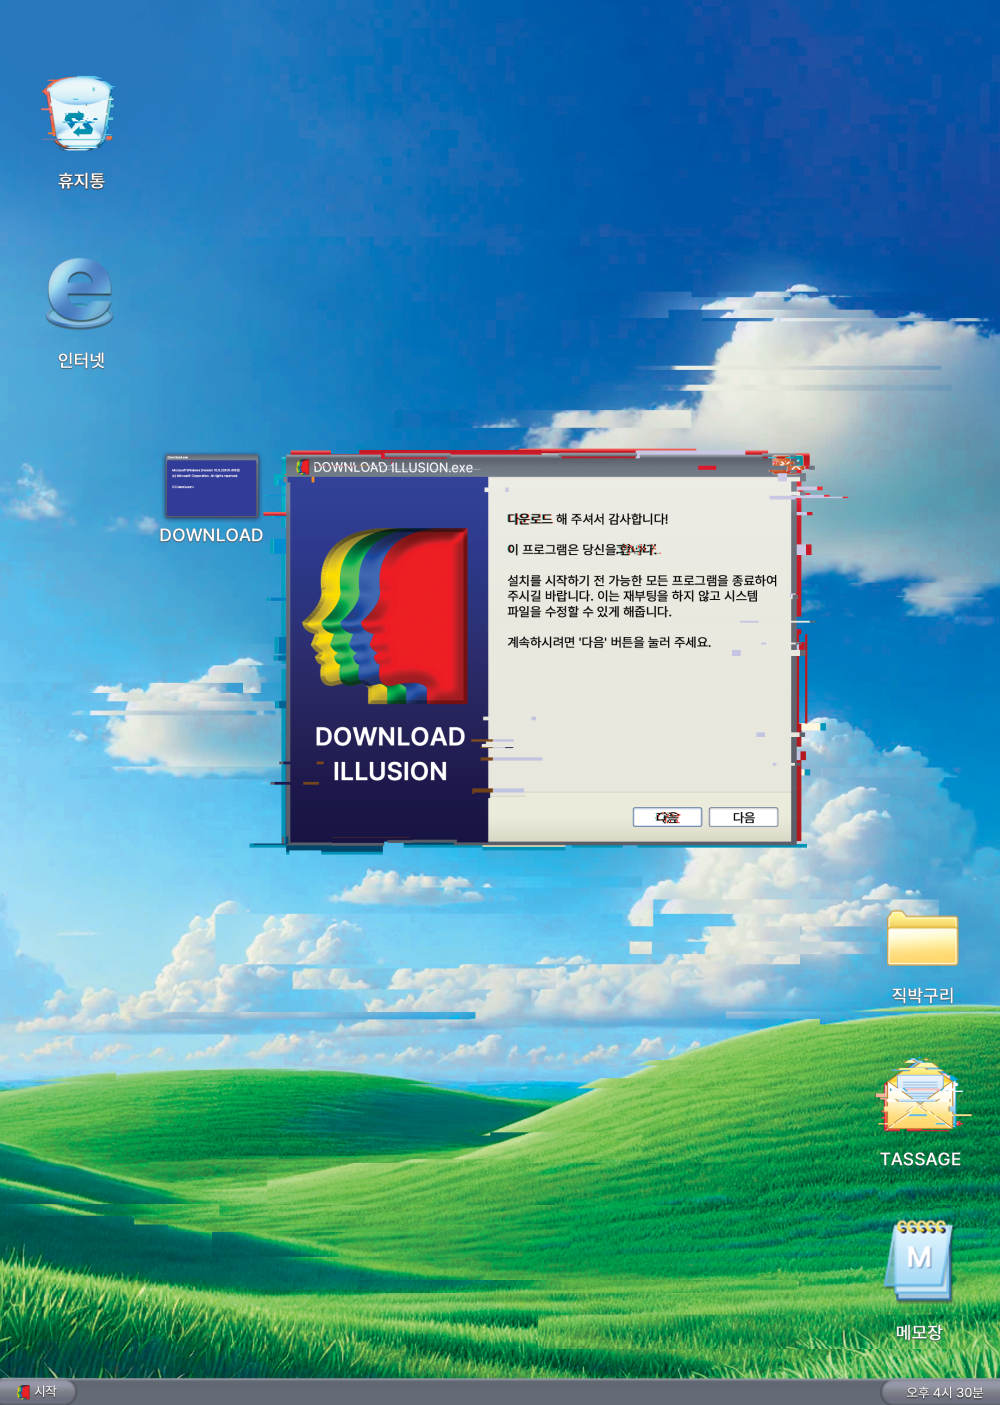 휴지통
인터넷
DOWNLOAD
DOWNLOAD ILLUSION.exe
다운로드 해 주셔서 감사합니다!
이 프로그램은 당신을
설치를 시작하기 전 가능한 모든 프로그램을 종료하여
주시길 바랍니다. 이는 재부팅을 하지 않고 시스템
파일을 수정할 수 있게 해줍니다.
계속하시려면 '다음' 버튼을 눌러 주세요.
DOWNLOAD
ILLUSION
다음
다음
직박구리
TASSAGE
M
메모장
시작
오후 4시 30분